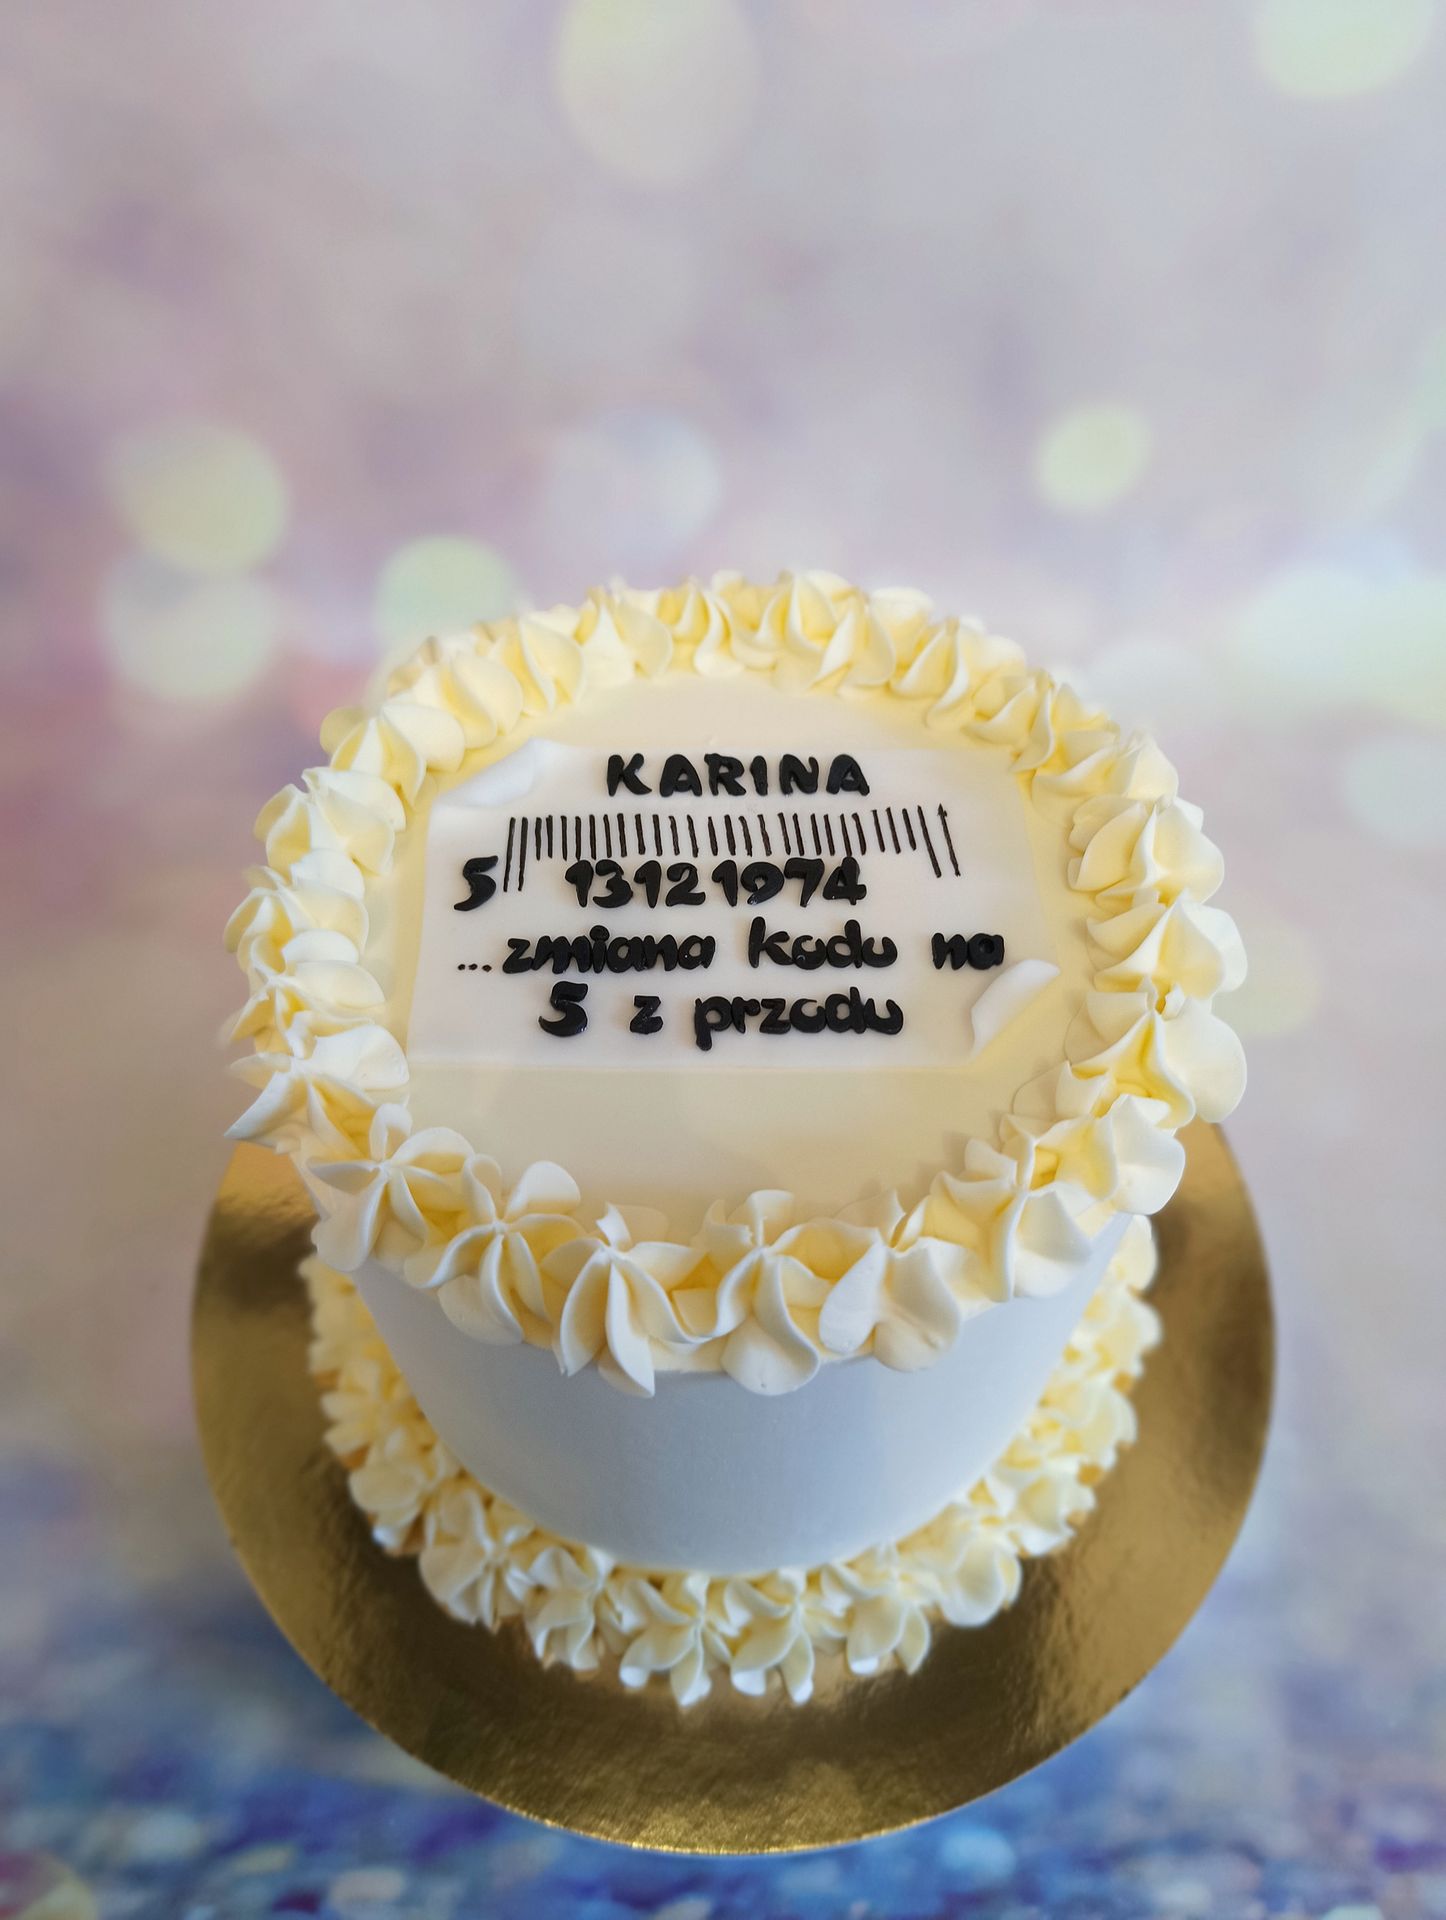 KARINA
5 13121974
...zmiana kodu na
5 z przodu